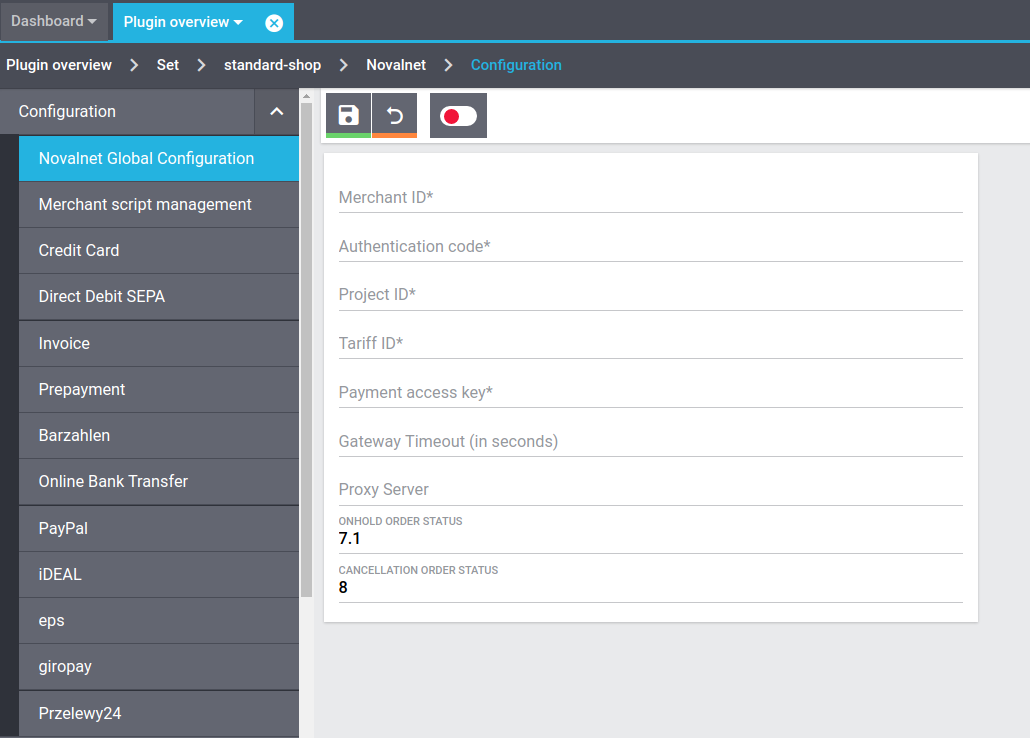 Dashboard
Plugin overview
Plugin overview Set standard-shop Novalnet Configuration
Configuration
Novalnet Global Configuration
Merchant script management
Credit Card
Direct Debit SEPA
Invoice
Prepayment
Barzahlen
Online Bank Transfer
PayPal
iDEAL
eps
giropay
Przelewy24
Merchant ID*
Authentication code*
Project ID*
Tariff ID*
Payment access key*
Gateway Timeout (in seconds)
Proxy Server
ONHOLD ORDER STATUS
7.1
CANCELLATION ORDER STATUS
8